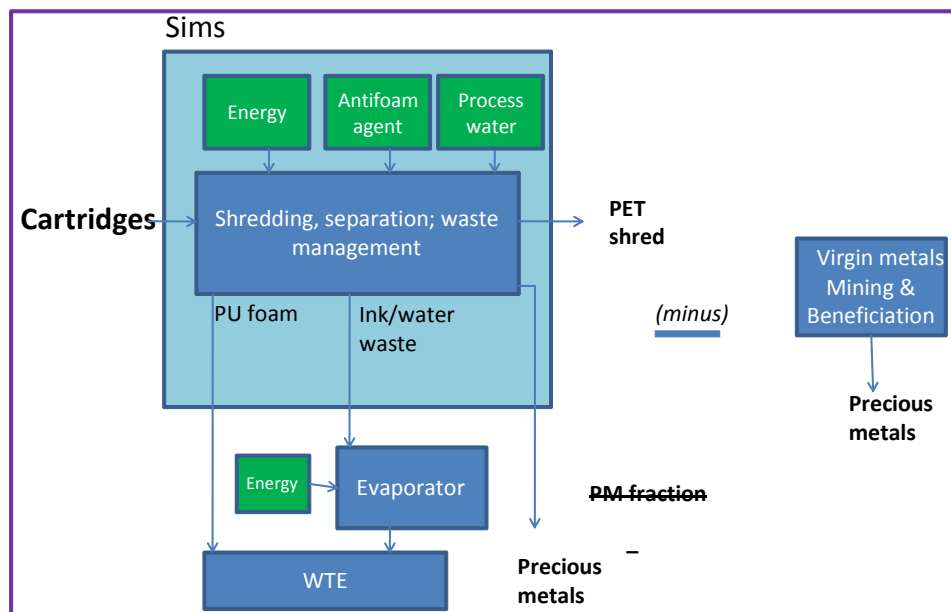 Sims
Energy
Antifoam
agent
Process
water
Cartridges
Shredding, separation; waste
management
PET
shred
Virgin metals
Mining &
Beneficiation
PU foam
Ink/water
waste
(minus)
Precious
metals
Energy
Evaporator
PM fraction
–
Precious
metals
WTE